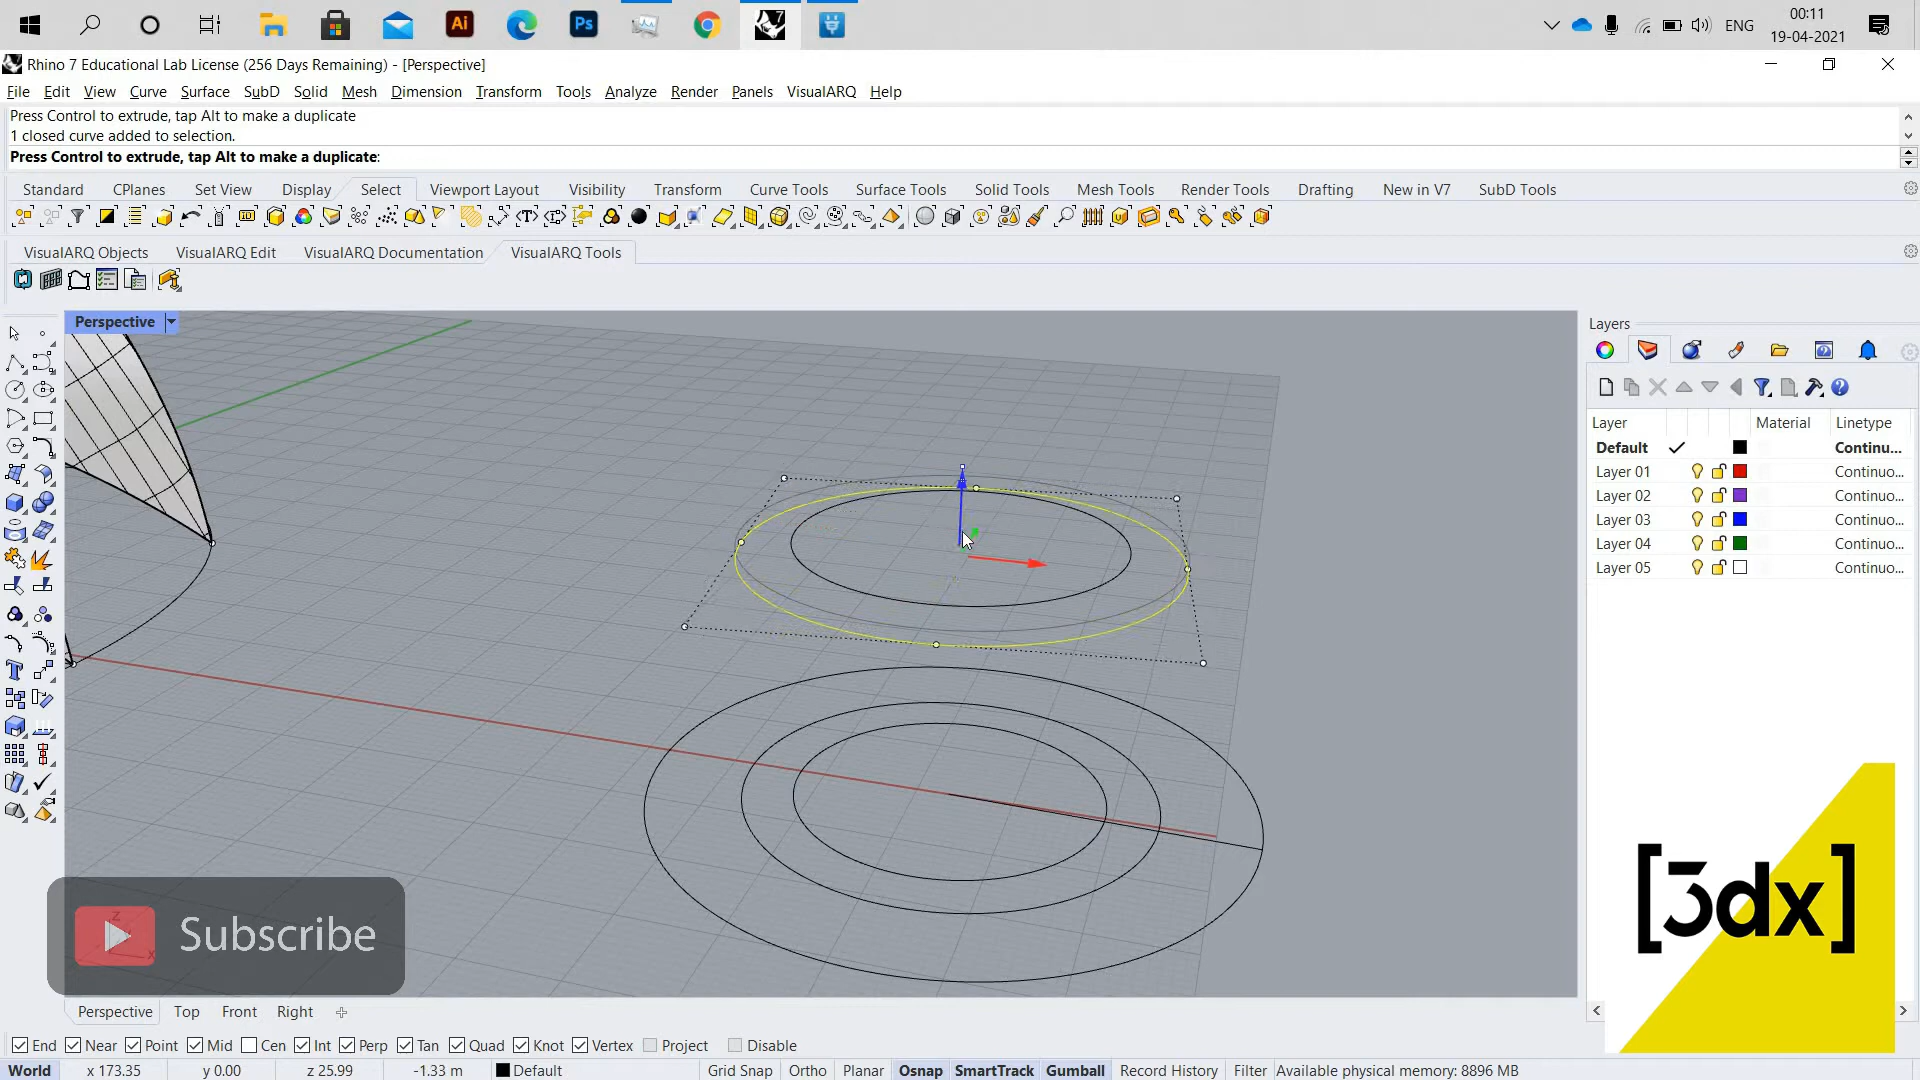 Ai
Ps
7
ENG
00:11
19-04-2021
Rhino 7 Educational Lab License (256 Days Remaining) - [Perspective]
File Edit View Curve Surface SubD Solid Mesh Dimension Transform Tools Analyze Render Panels VisualARQ Help
Press Control to extrude, tap Alt to make a duplicate
1 closed curve added to selection.
Press Control to extrude, tap Alt to make a duplicate:
Standard CPlanes Set View Display Select Viewport Layout Visibility Transform Curve Tools Surface Tools Solid Tools Mesh Tools Render Tools Drafting New in V7 SubD Tools
VisualARQ Objects VisualARQ Edit VisualARQ Documentation VisualARQ Tools
Perspective
Layers
Layer Material Linetype
Default Continu...
Layer 01 Continuo...
Layer 02 Continuo...
Layer 03 Continuo...
Layer 04 Continuo...
Layer 05 Continuo...
z
x
Subscribe
[3dx]
Perspective Top Front Right
End Near Point Mid Cen Int Perp Tan Quad Knot Vertex Project Disable
World x 173.35 y 0.00 z 25.99 -1.33 m Default Grid Snap Ortho Planar Osnap SmartTrack Gumball Record History Filter Available physical memory: 8896 MB